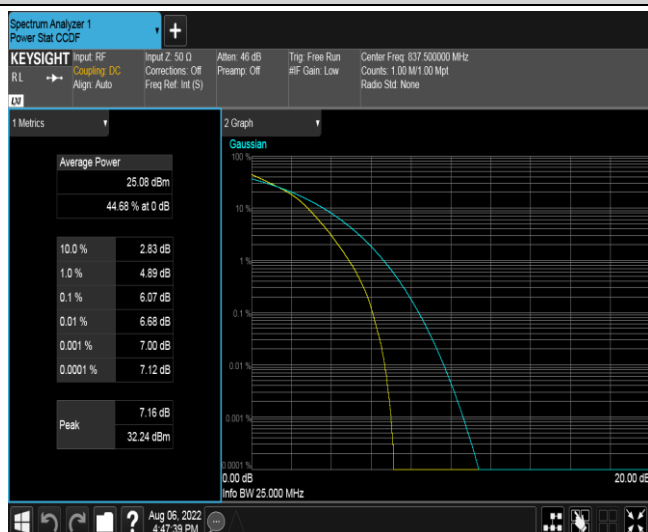 Spectrum Analyzer 1
Power Stat CCDF
+
KEYSIGHT
RL
LXI
Input: RF
Coupling: DC
Align: Auto
Input Z: 50 Ω
Corrections: Off
Freq Ref: Int (S)
Atten: 46 dB
Preamp: Off
Trig: Free Run
#IF Gain: Low
Center Freq: 837.500000 MHz
Counts: 1.00 M/1.00 Mpt
Radio Std: None
1 Metrics
Average Power
25.08 dBm
44.68 % at 0 dB
10.0 % 2.83 dB
1.0 % 4.89 dB
0.1 % 6.07 dB
0.01 % 6.68 dB
0.001 % 7.00 dB
0.0001 % 7.12 dB
Peak 7.16 dB
32.24 dBm
2 Graph
Gaussian
100 %
10 %
1 %
0.1 %
0.01 %
0.001 %
0.0001 %
0.00 dB 20.00 dB
Info BW 25.000 MHz
?
Aug 06, 2022
4:47:39 PM